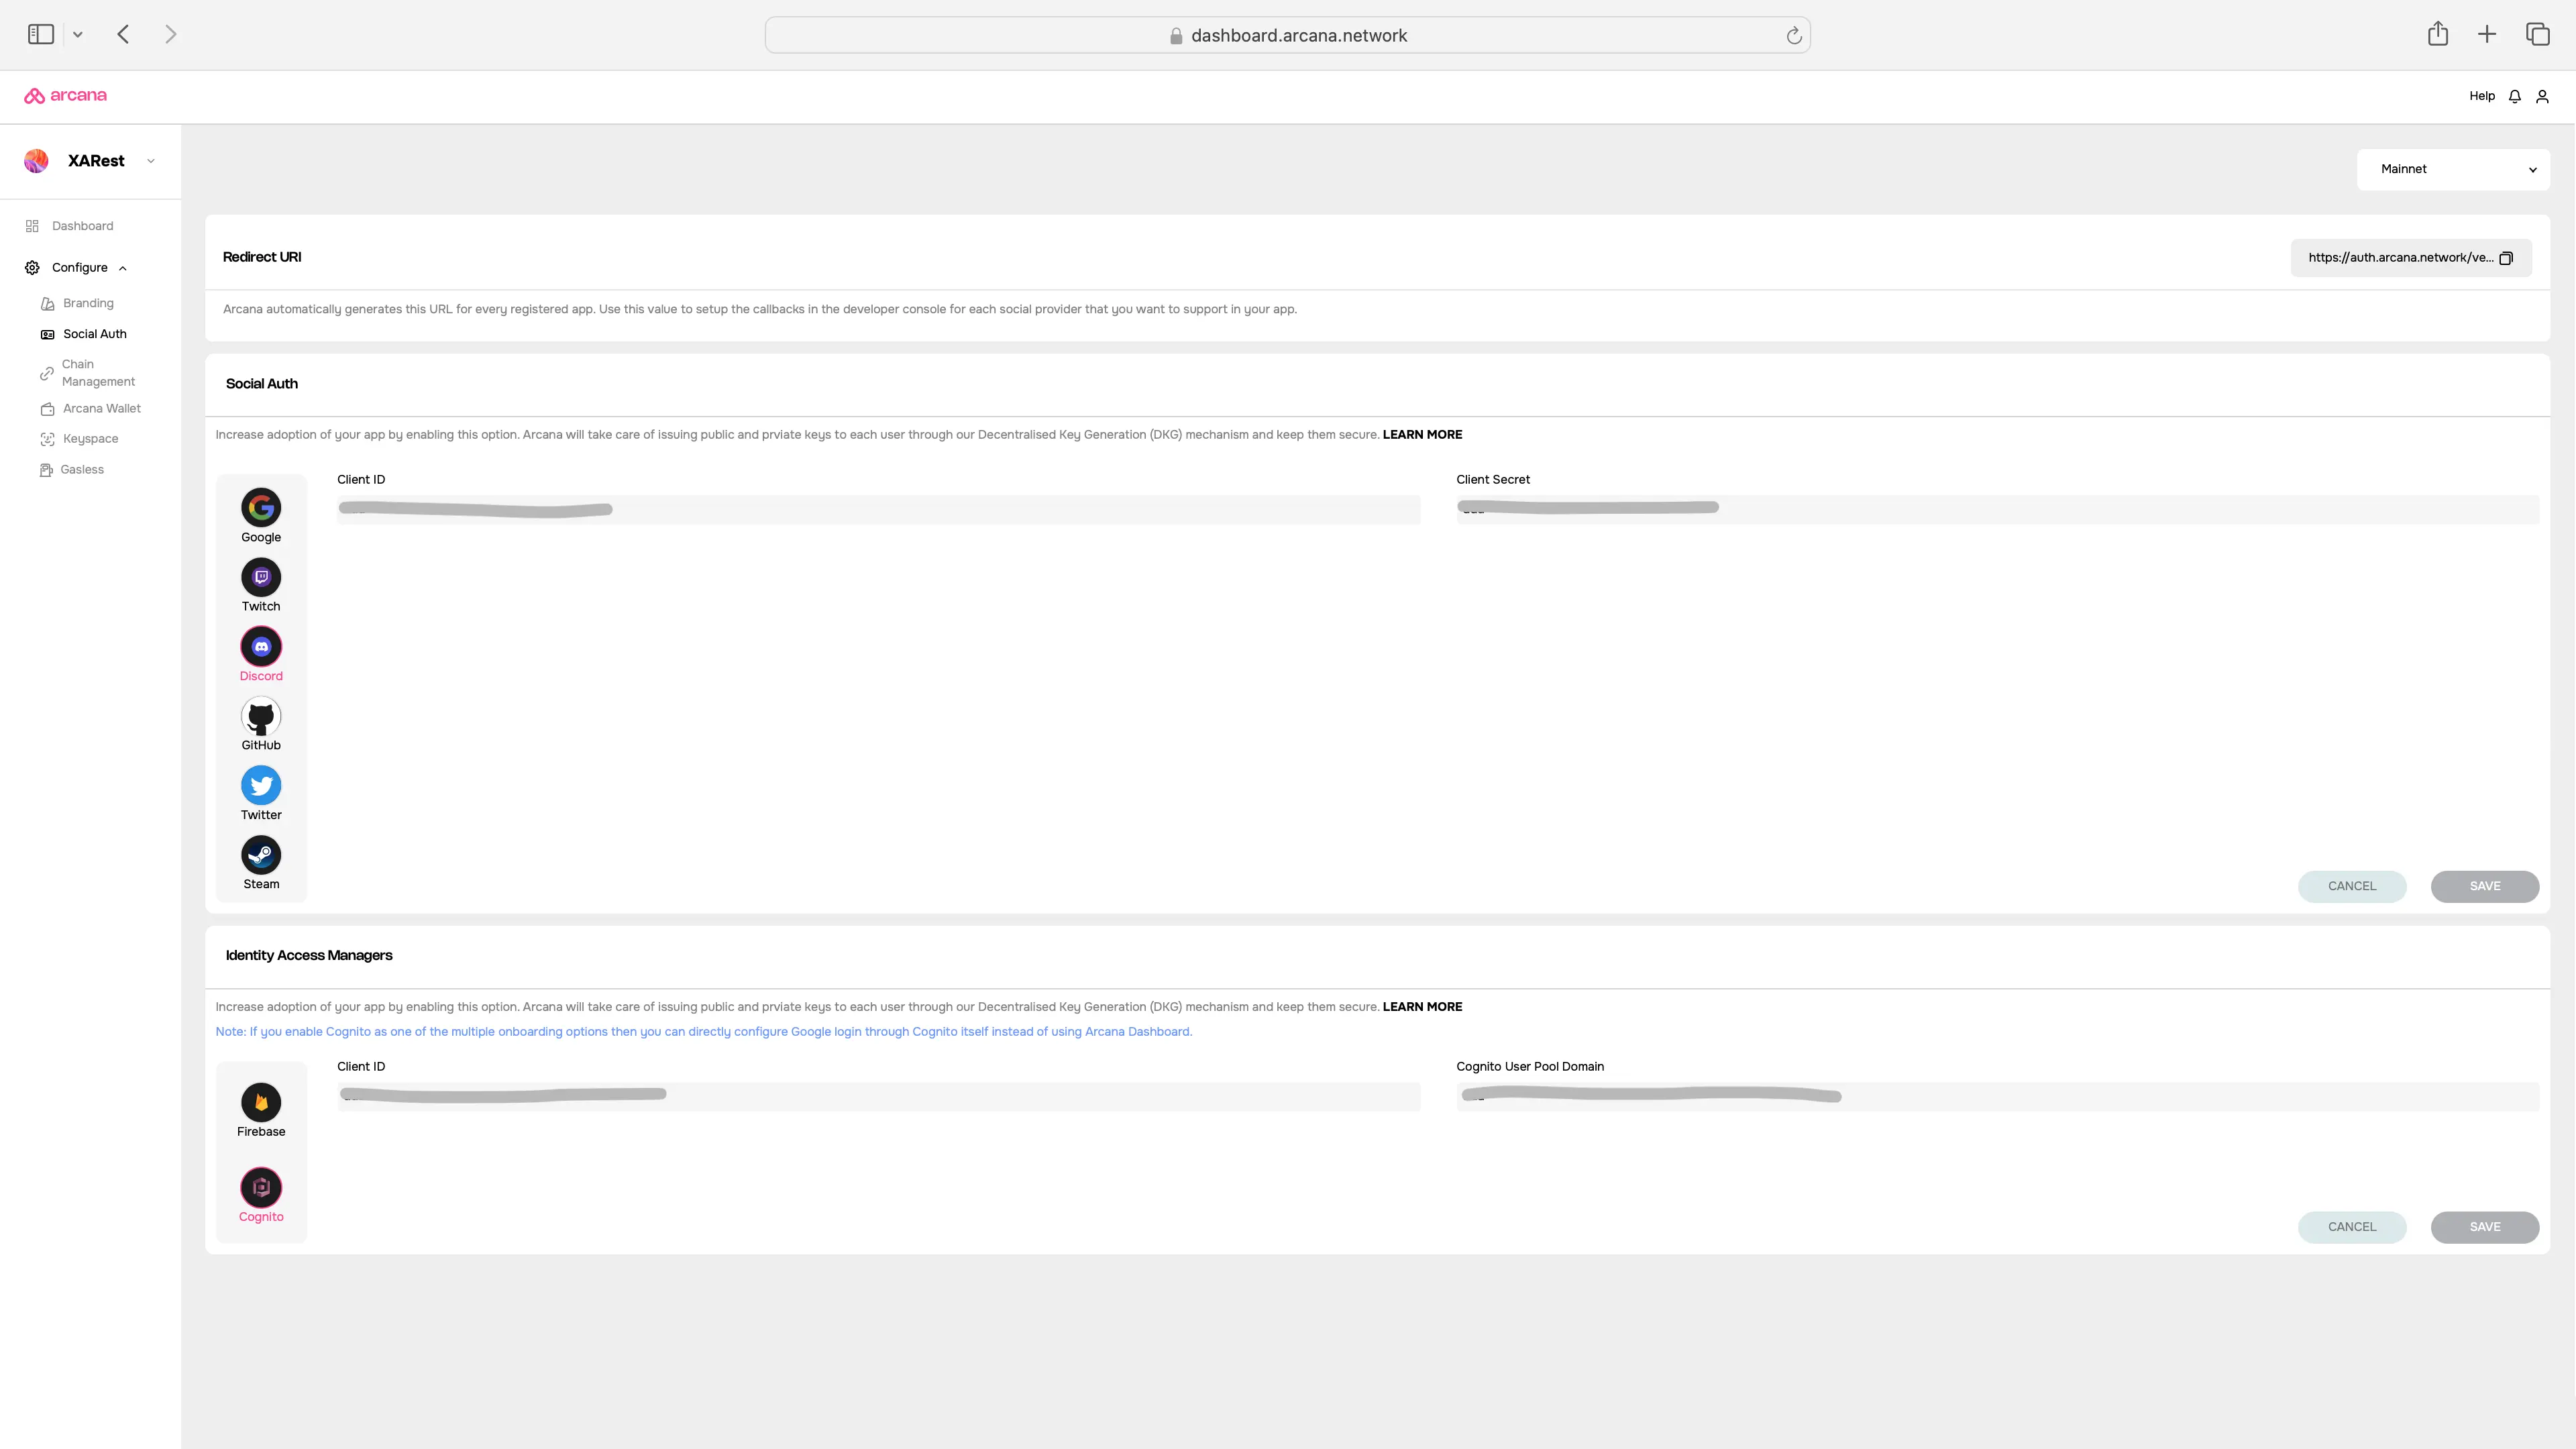 dashboard.arcana.network
arcana
Help
XARest
Mainnet
Dashboard
Configure
Branding
Social Auth
Chain
Management
Arcana Wallet
Keyspace
Gasless
Redirect URI
https://auth.arcana.network/ve...
Arcana automatically generates this URL for every registered app. Use this value to setup the callbacks in the developer console for each social provider that you want to support in your app.
Social Auth
Increase adoption of your app by enabling this option. Arcana will take care of issuing public and prviate keys to each user through our Decentralised Key Generation (DKG) mechanism and keep them secure. LEARN MORE
Client ID
Client Secret
Google
Twitch
Discord
GitHub
Twitter
Steam
CANCEL
SAVE
Identity Access Managers
Increase adoption of your app by enabling this option. Arcana will take care of issuing public and prviate keys to each user through our Decentralised Key Generation (DKG) mechanism and keep them secure. LEARN MORE
Note: If you enable Cognito as one of the multiple onboarding options then you can directly configure Google login through Cognito itself instead of using Arcana Dashboard.
Client ID
Cognito User Pool Domain
Firebase
Cognito
CANCEL
SAVE